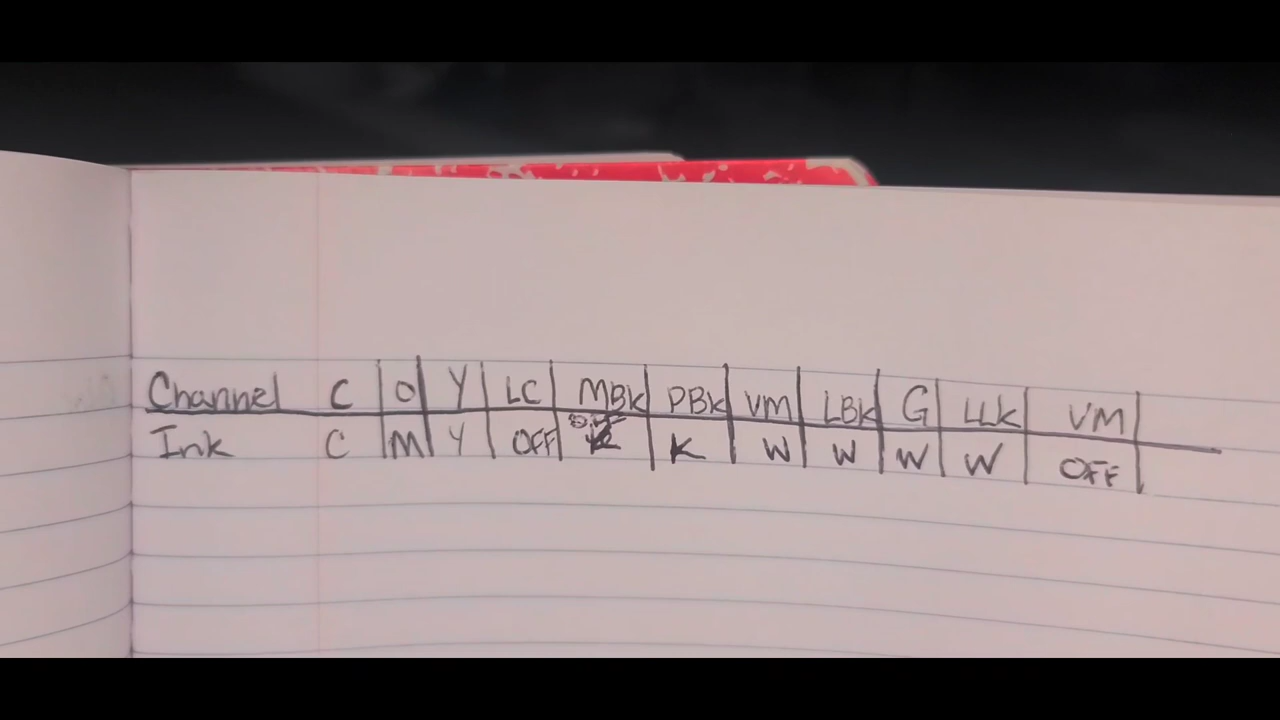 Channel C O Y LC MBk PBk VM LBk G LLk VM
Ink C M Y OFF K W W W W OFF